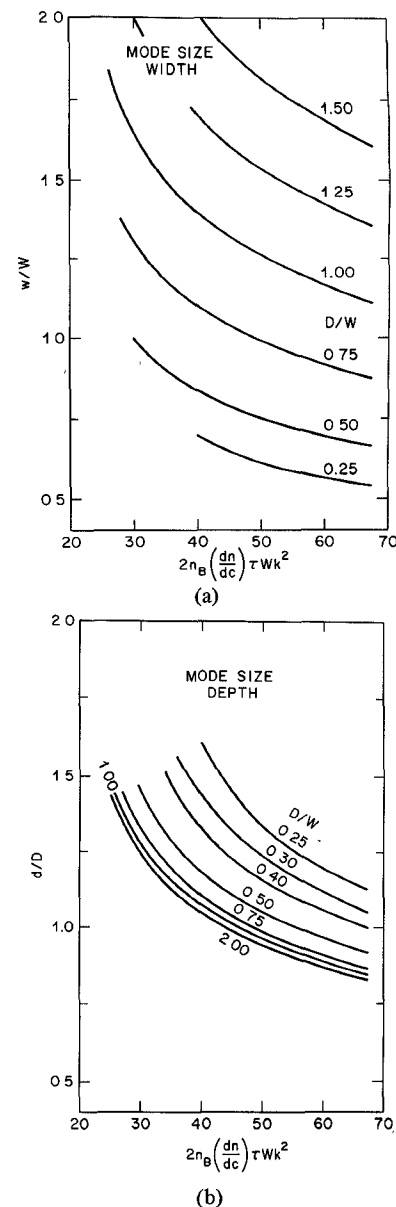 2.0
MODE SIZE
WIDTH
1.50
1.5
1.25
1.00
w/W
D/W
1.0
0.75
0.50
0.25
0.5
20 30 40 50 60 70
2n_B (dn/dc) τWk²
(a)
2.0
MODE SIZE
DEPTH
1.5
1.00
D/W
0.25
0.30
0.40
d/D
1.0
0.50
0.75
2.00
0.5
20 30 40 50 60 70
2n_B (dn/dc) τWk²
(b)